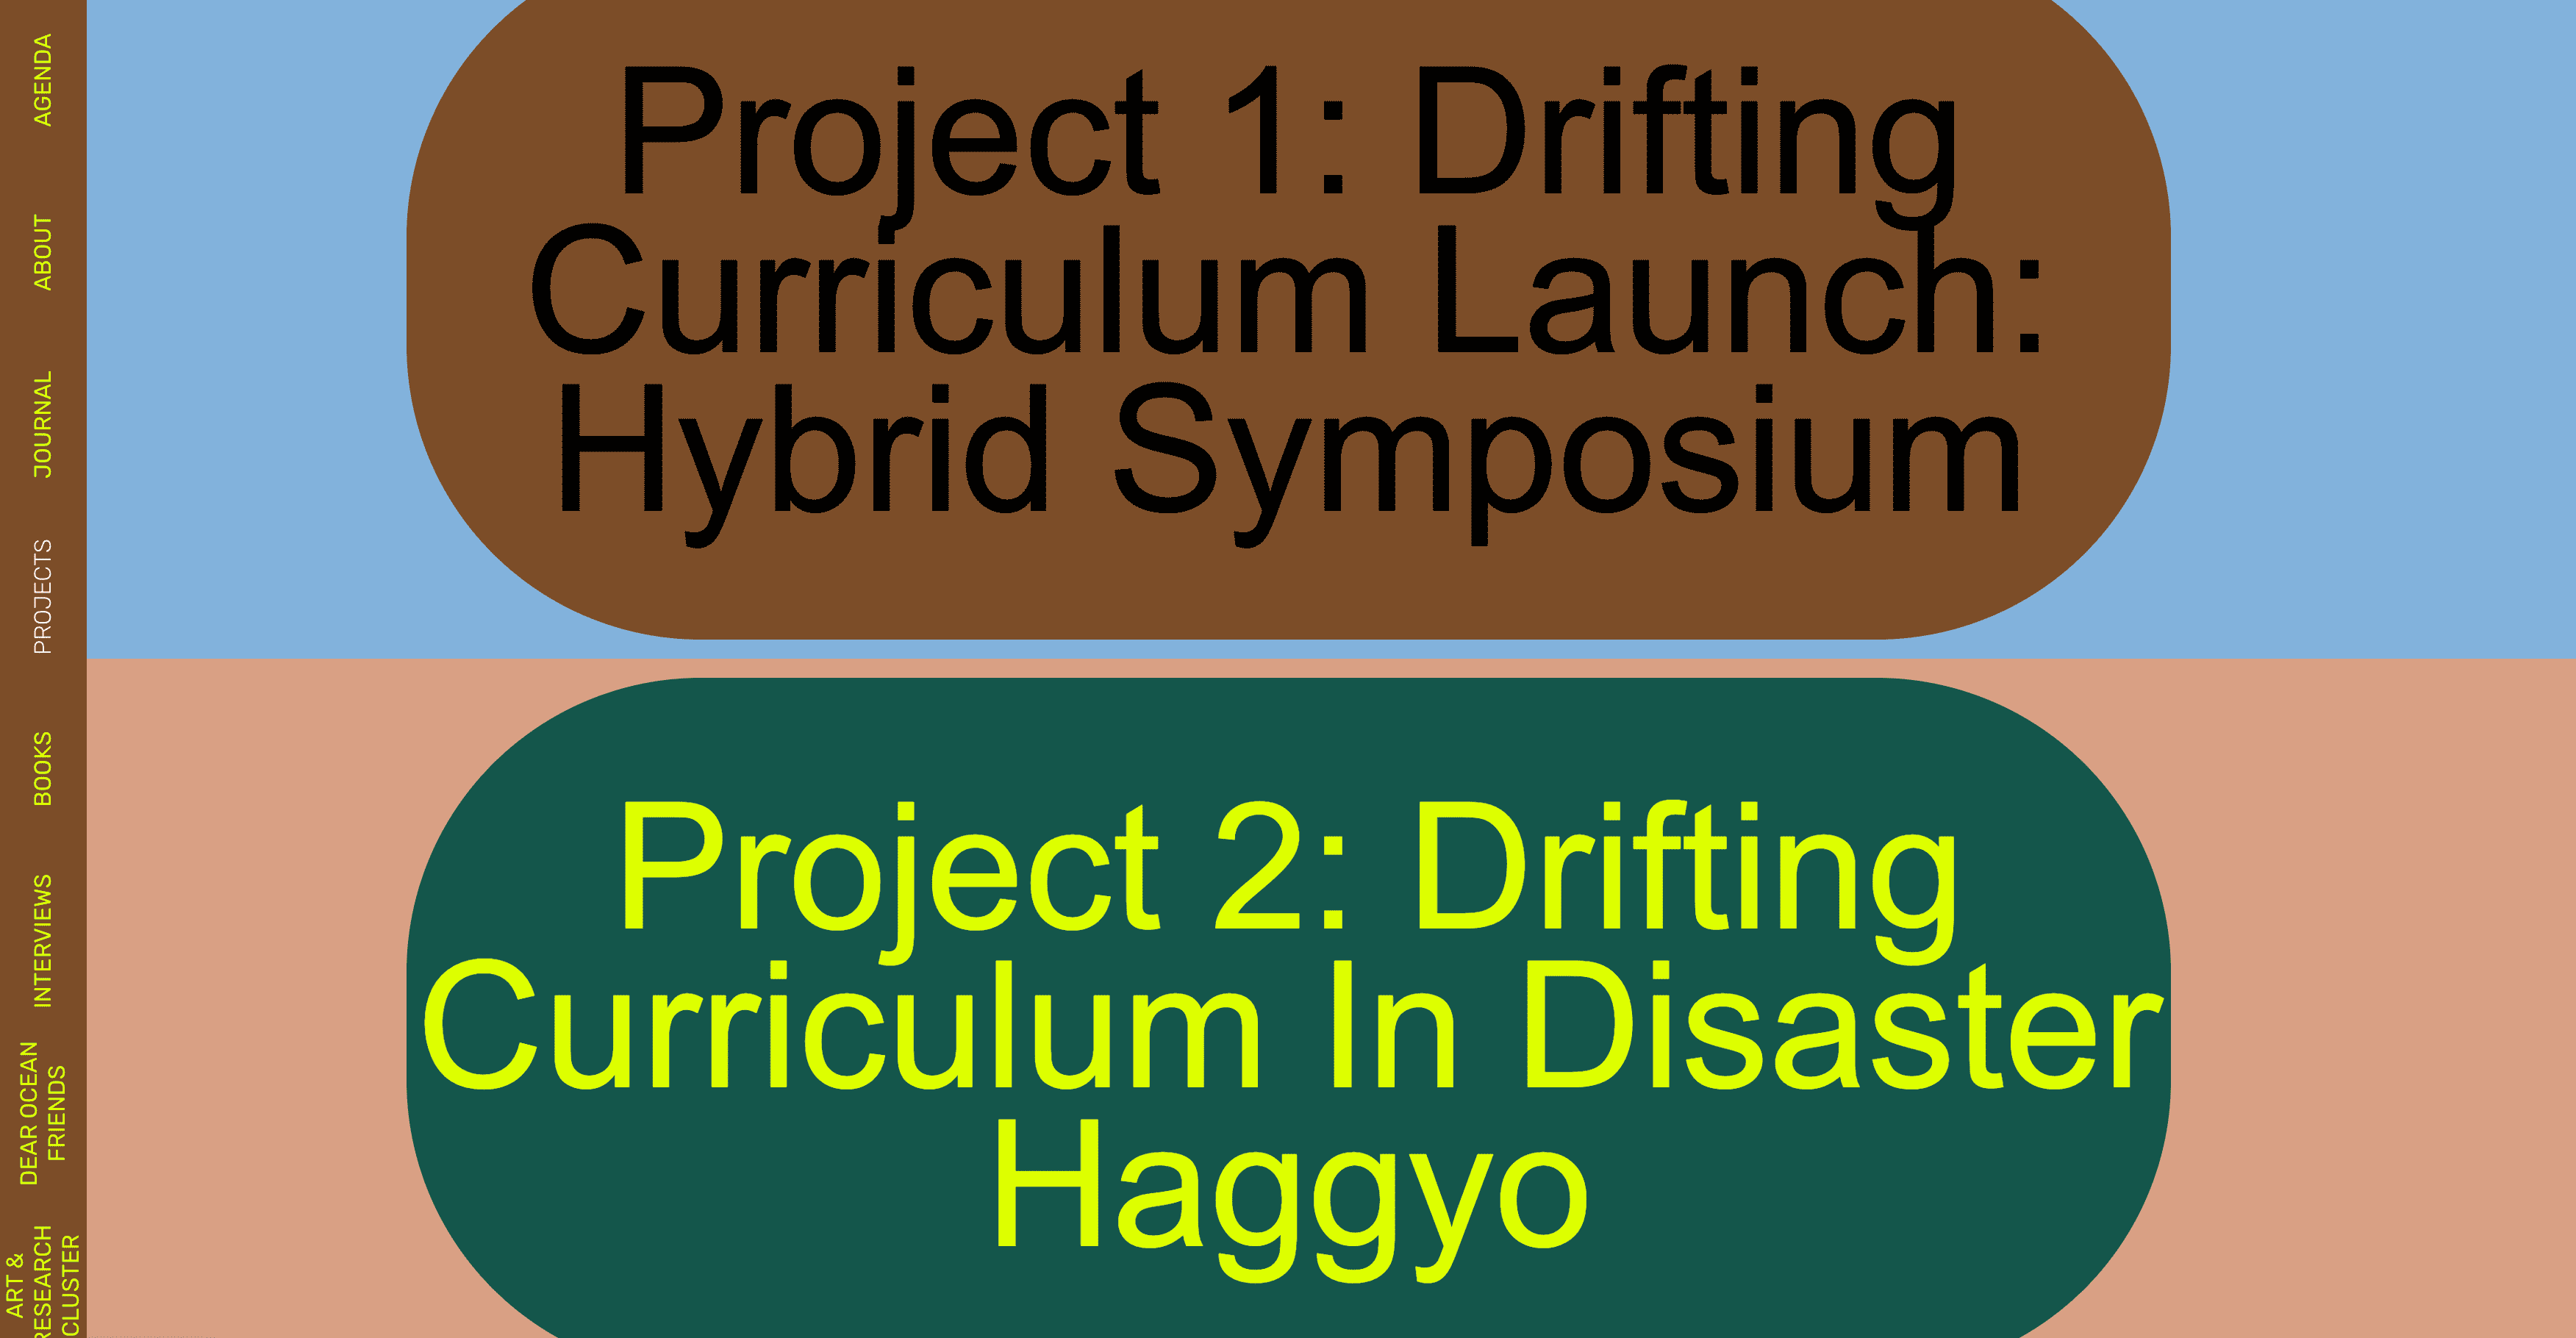 AGENDA
ABOUT
JOURNAL
PROJECTS
BOOKS
INTERVIEWS
DEAR OCEAN
FRIENDS
ART &
RESEARCH
CLUSTER
Project 1: Drifting
Curriculum Launch:
Hybrid Symposium
Project 2: Drifting
Curriculum In Disaster
Haggyo